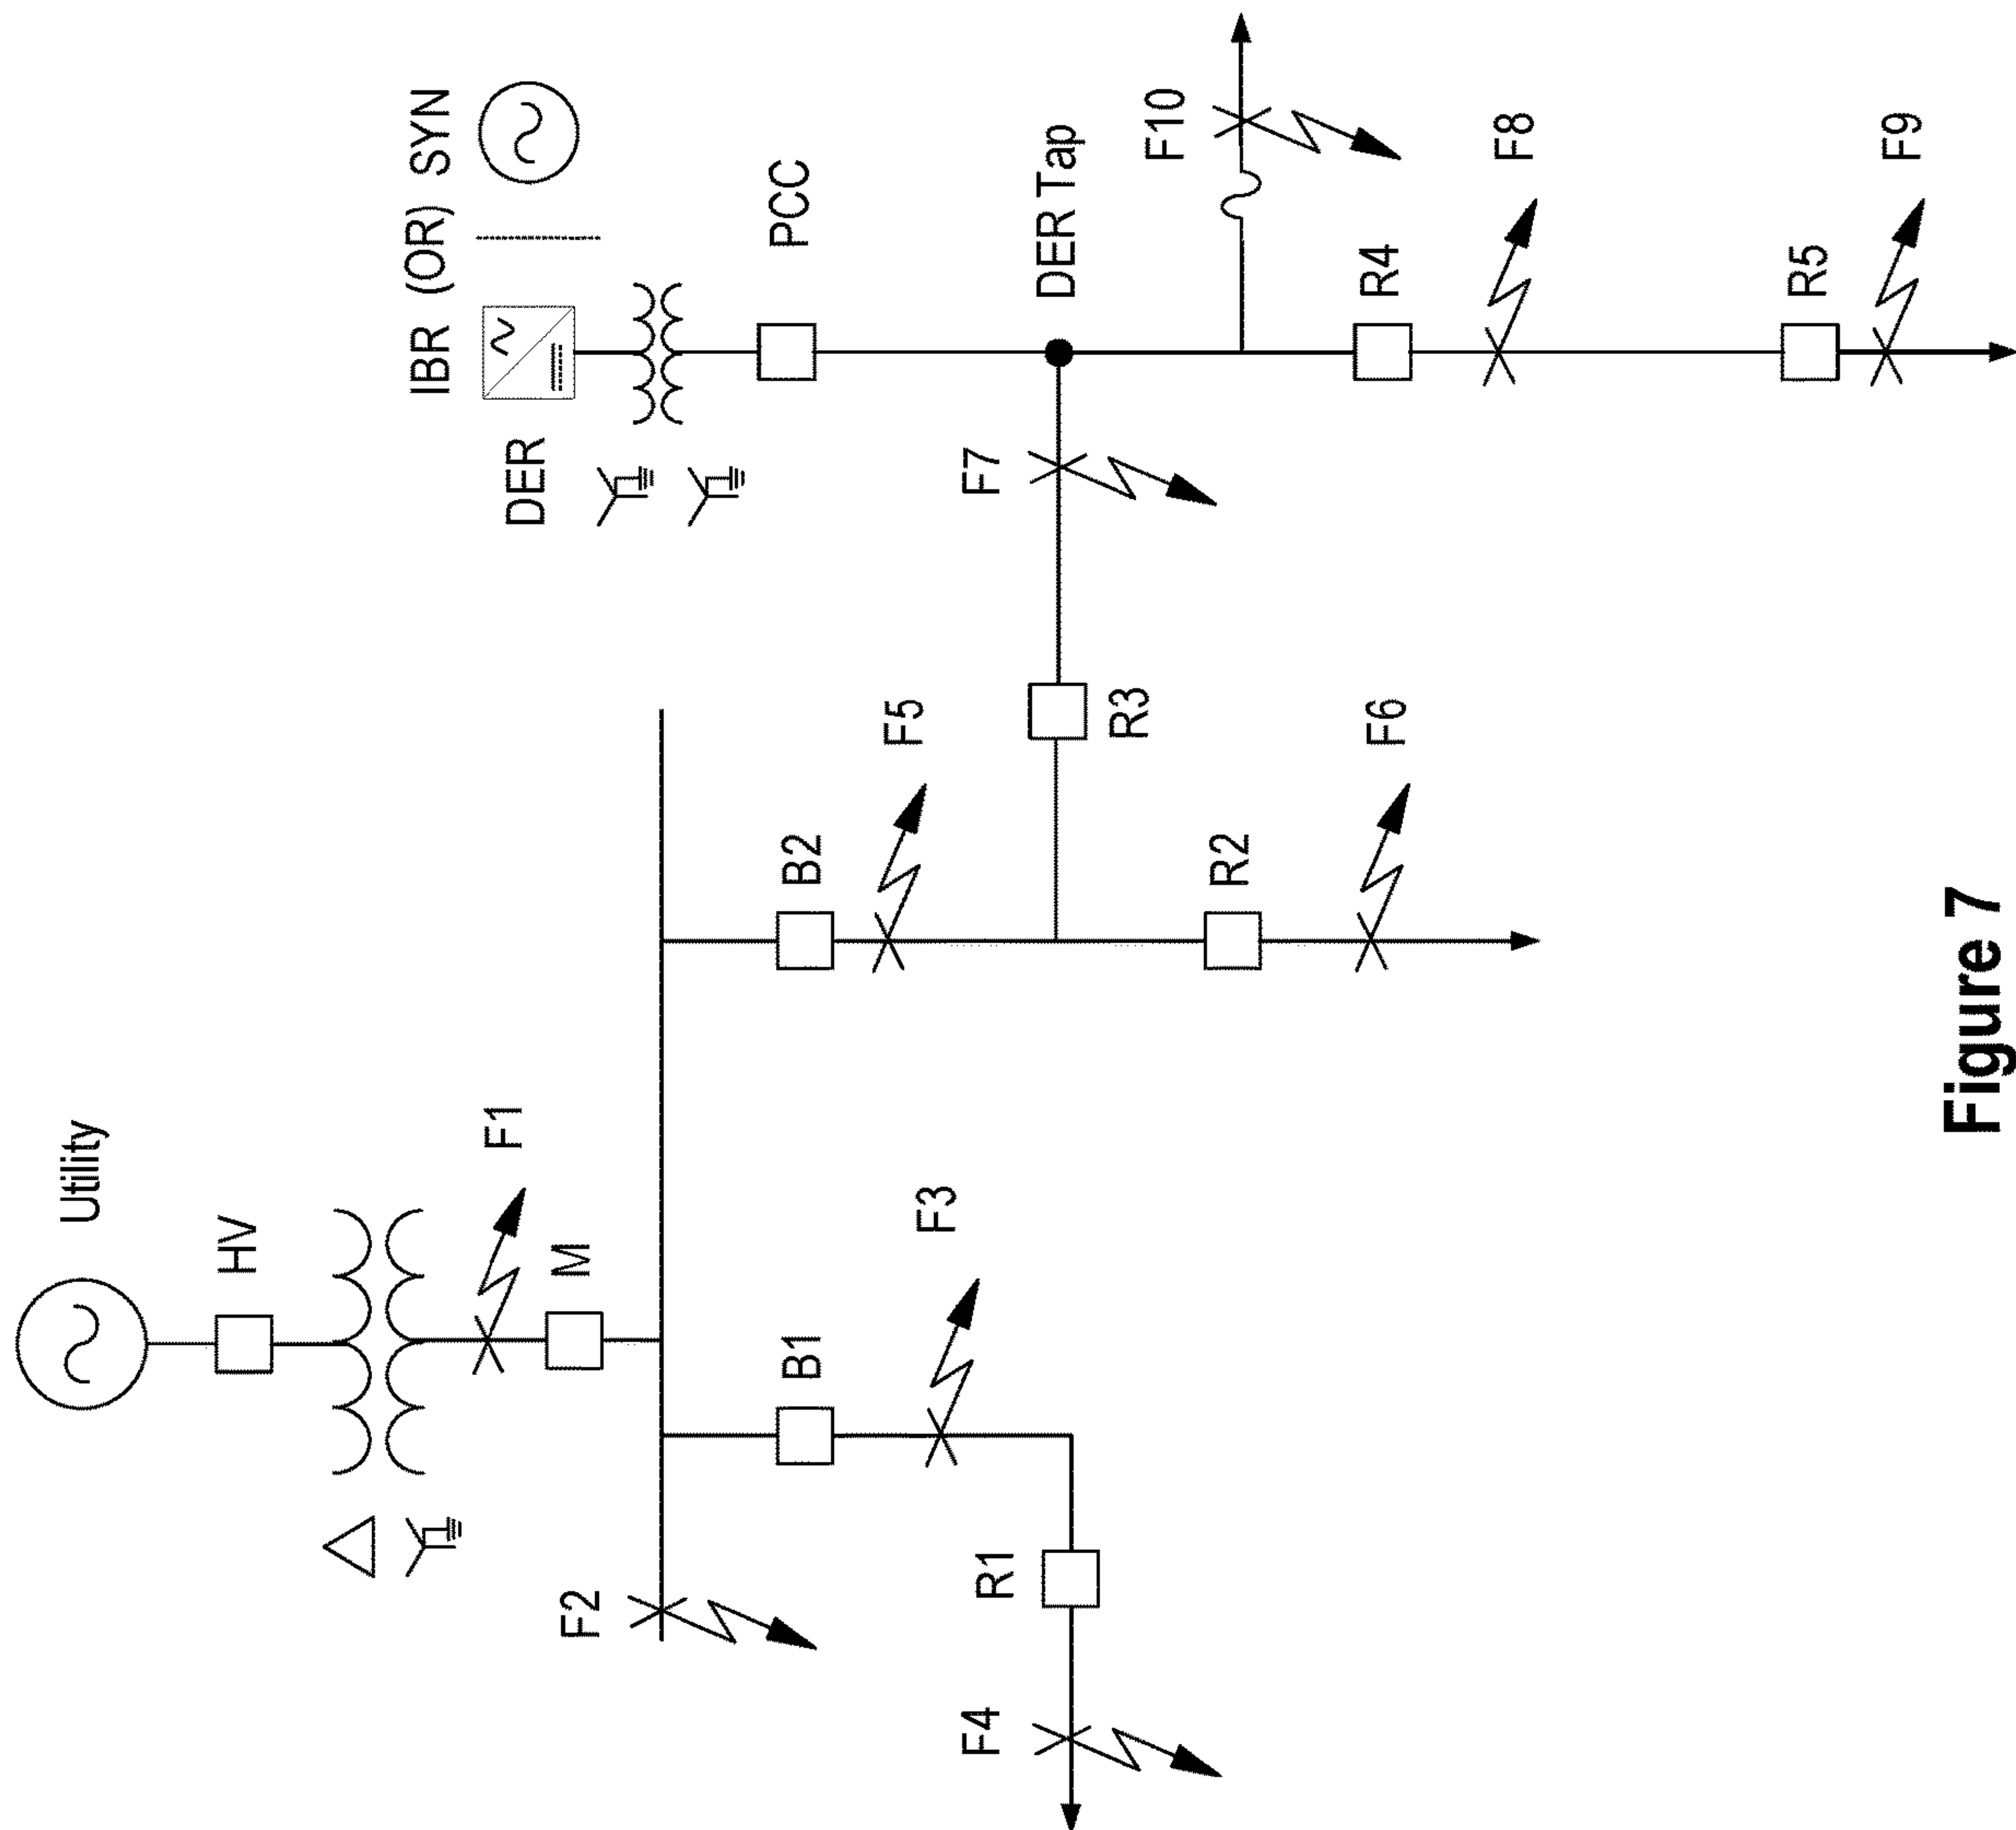 Utility
HV
F1
M
F2
B1
F3
R1
F4
B2
F5
R2
F6
R3
IBR (OR) SYN
DER
PCC
F7
DER Tap
F10
R4
F8
R5
F9
Figure 7